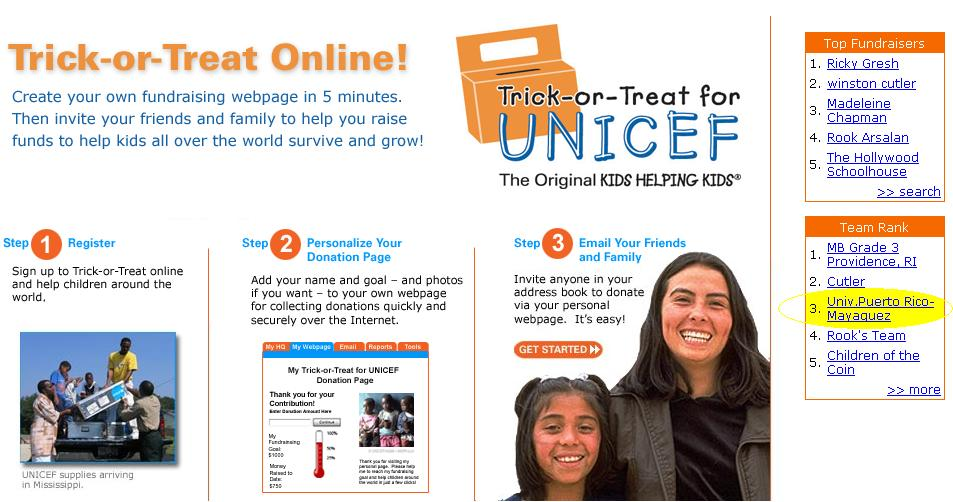 Trick-or-Treat Online!
Create your own fundraising webpage in 5 minutes.
Then invite your friends and family to help you raise
funds to help kids all over the world survive and grow!
Trick-or-Treat for
UNICEF
The Original KIDS HELPING KIDS®
Step 1 Register
Sign up to Trick-or-Treat online
and help children around the
world.
UNICEF supplies arriving
in Mississippi.
Step 2 Personalize Your
Donation Page
Add your name and goal – and photos
if you want – to your own webpage
for collecting donations quickly and
securely over the Internet.
My HQ My Webpage Email Reports Tools
My Trick-or-Treat for UNICEF
Donation Page
Thank you for your
Contribution!
Enter Donation Amount Here
Continue
My
Fundraising
Goal:
$1000
Money
Raised to
Date:
$750
100%
50%
25%
Thank you for visiting my
personal page. Please help
me to reach my fundraising
goal and help children around
the world in just a few clicks!
Step 3 Email Your Friends
and Family
Invite anyone in your
address book to donate
via your personal
webpage. It's easy!
GET STARTED
Top Fundraisers
1. Ricky Gresh
2. winston cutler
3. Madeleine
Chapman
4. Rook Arsalan
5. The Hollywood
Schoolhouse
>> search
Team Rank
1. MB Grade 3
Providence, RI
2. Cutler
3. Univ.Puerto Rico-
Mayaguez
4. Rook's Team
5. Children of the
Coin
>> more